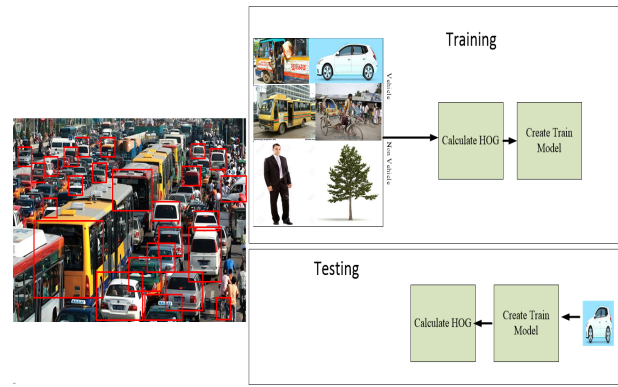 Training
Vehicle
Non Vehicle
Calculate HOG
Create Train
Model
Testing
Calculate HOG
Create Train
Model